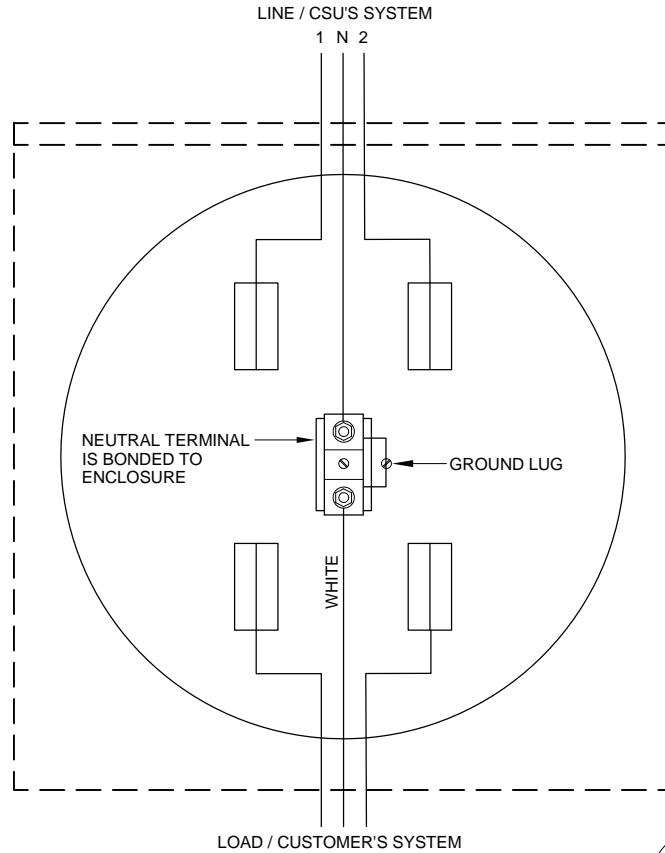 LINE / CSU'S SYSTEM
1 N 2
NEUTRAL TERMINAL
IS BONDED TO
ENCLOSURE
GROUND LUG
WHITE
LOAD / CUSTOMER'S SYSTEM